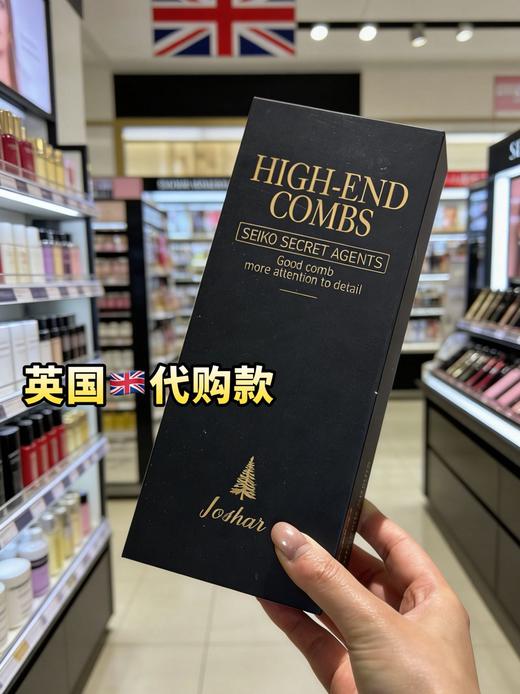 HIGH-END
COMBS
SEIKO SECRET AGENTS
Good comb
more attention to detail
英国🇬🇧代购款
Joshar